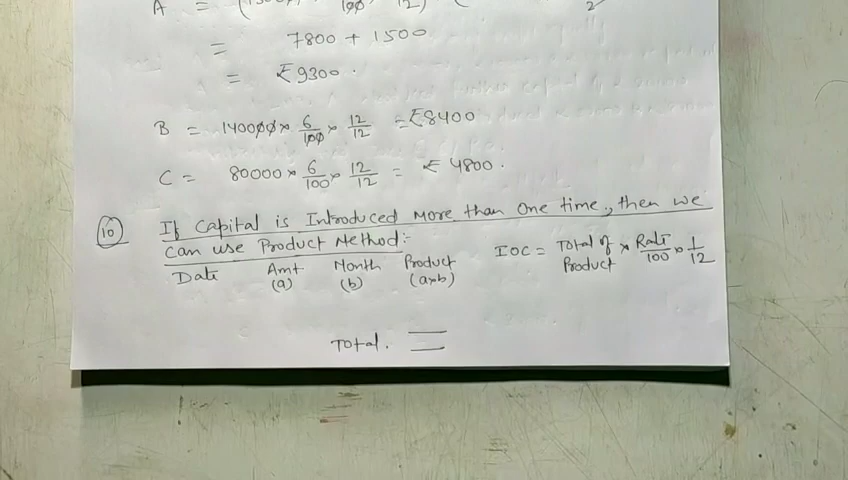 A =
= 7800 + 1500
= ₹9300.
B = 140000 × 6/100 × 12/12 = ₹8400
C = 80000 × 6/100 × 12/12 = ₹ 4800.
10 If Capital is Introduced More than One time, then we
can use Product Method:-
Date Amt Month Product IOC = Total of Product × Rate/100 × 1/12
(a) (b) (a×b)
Total.